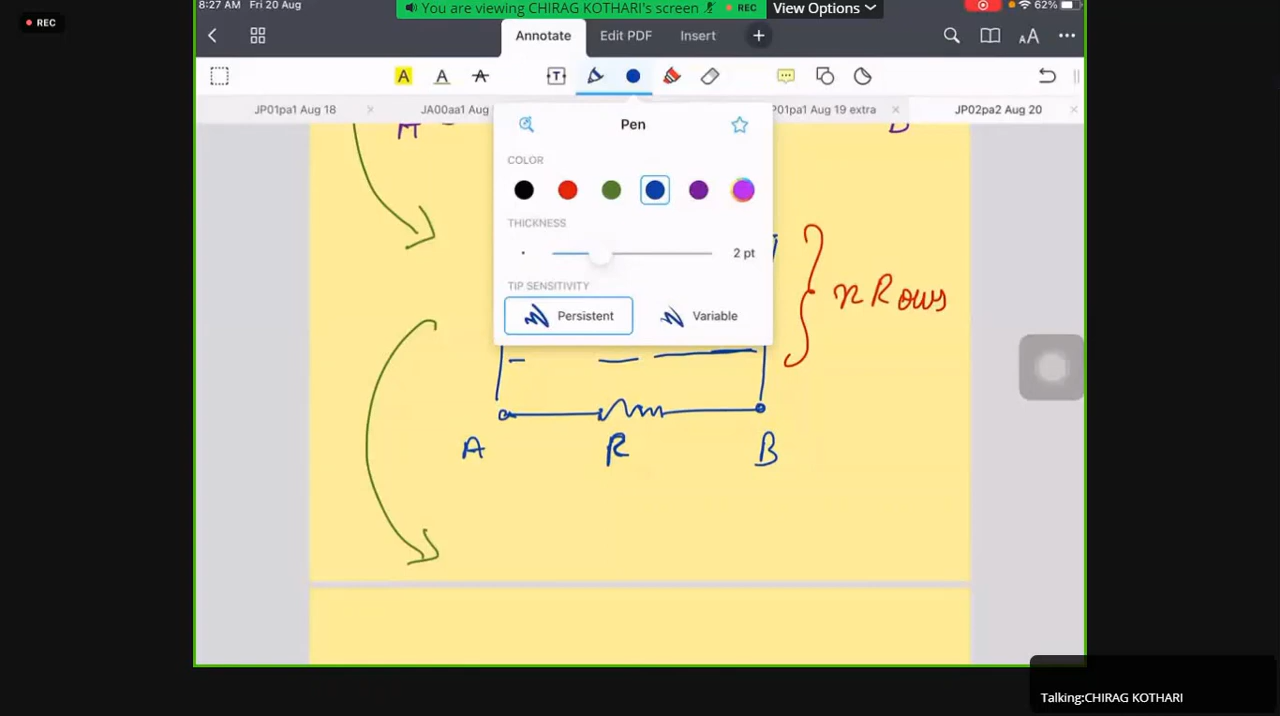 REC
8:27 AM Fri 20 Aug
You are viewing CHIRAG KOTHARI's screen
REC
View Options
62%
Annotate
Edit PDF
Insert
+
AA
A A A
T
JP01pa1 Aug 18
JA00aa1 Aug
P01pa1 Aug 19 extra
JP02pa2 Aug 20
Pen
COLOR
THICKNESS
2 pt
TIP SENSITIVITY
Persistent
Variable
n Rows
A
R
B
Talking:CHIRAG KOTHARI